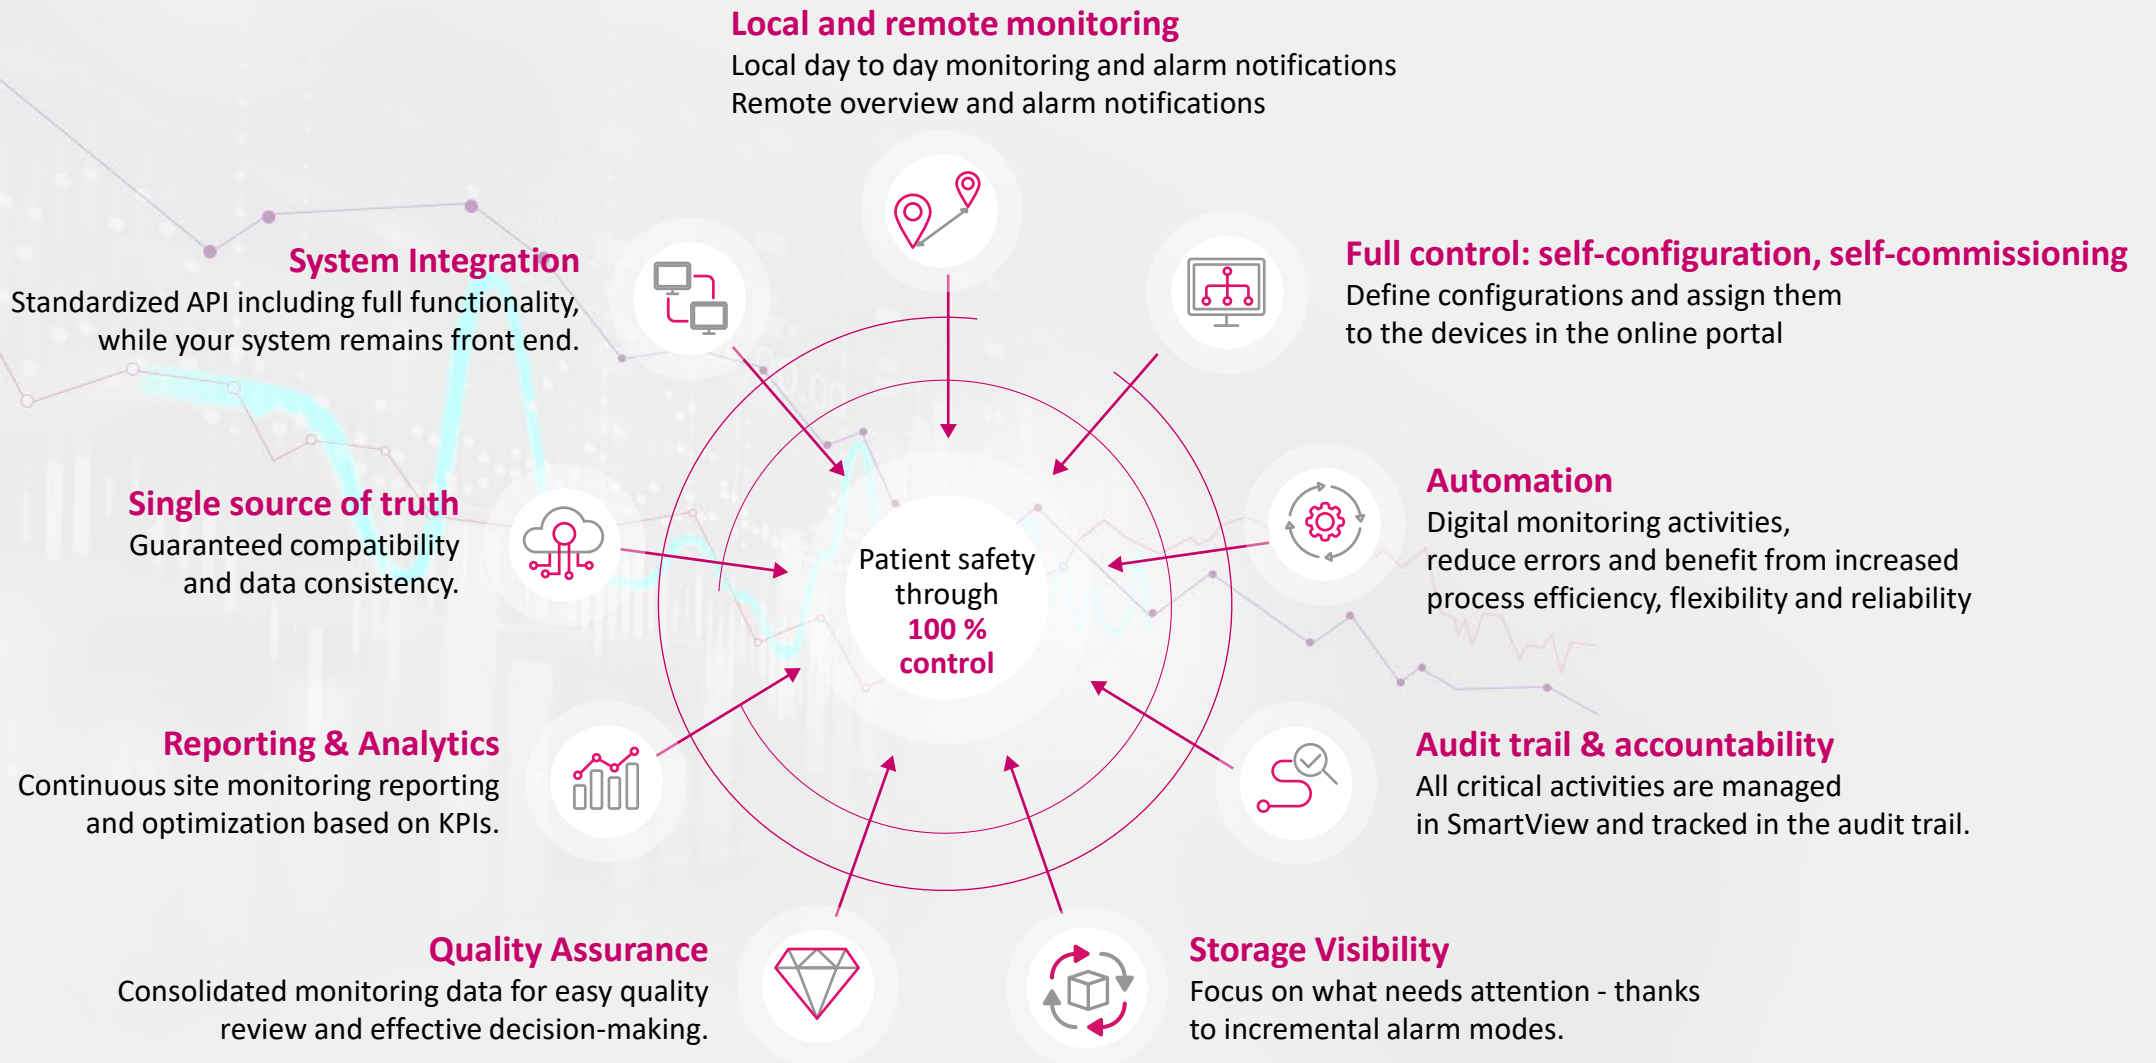 Local and remote monitoring
Local day to day monitoring and alarm notifications
Remote overview and alarm notifications
System Integration
Standardized API including full functionality,
while your system remains front end.
Full control: self-configuration, self-commissioning
Define configurations and assign them
to the devices in the online portal
Single source of truth
Guaranteed compatibility
and data consistency.
Automation
Digital monitoring activities,
reduce errors and benefit from increased
process efficiency, flexibility and reliability
Patient safety
through
100 %
control
Reporting & Analytics
Continuous site monitoring reporting
and optimization based on KPIs.
Audit trail & accountability
All critical activities are managed
in SmartView and tracked in the audit trail.
Quality Assurance
Consolidated monitoring data for easy quality
review and effective decision-making.
Storage Visibility
Focus on what needs attention - thanks
to incremental alarm modes.